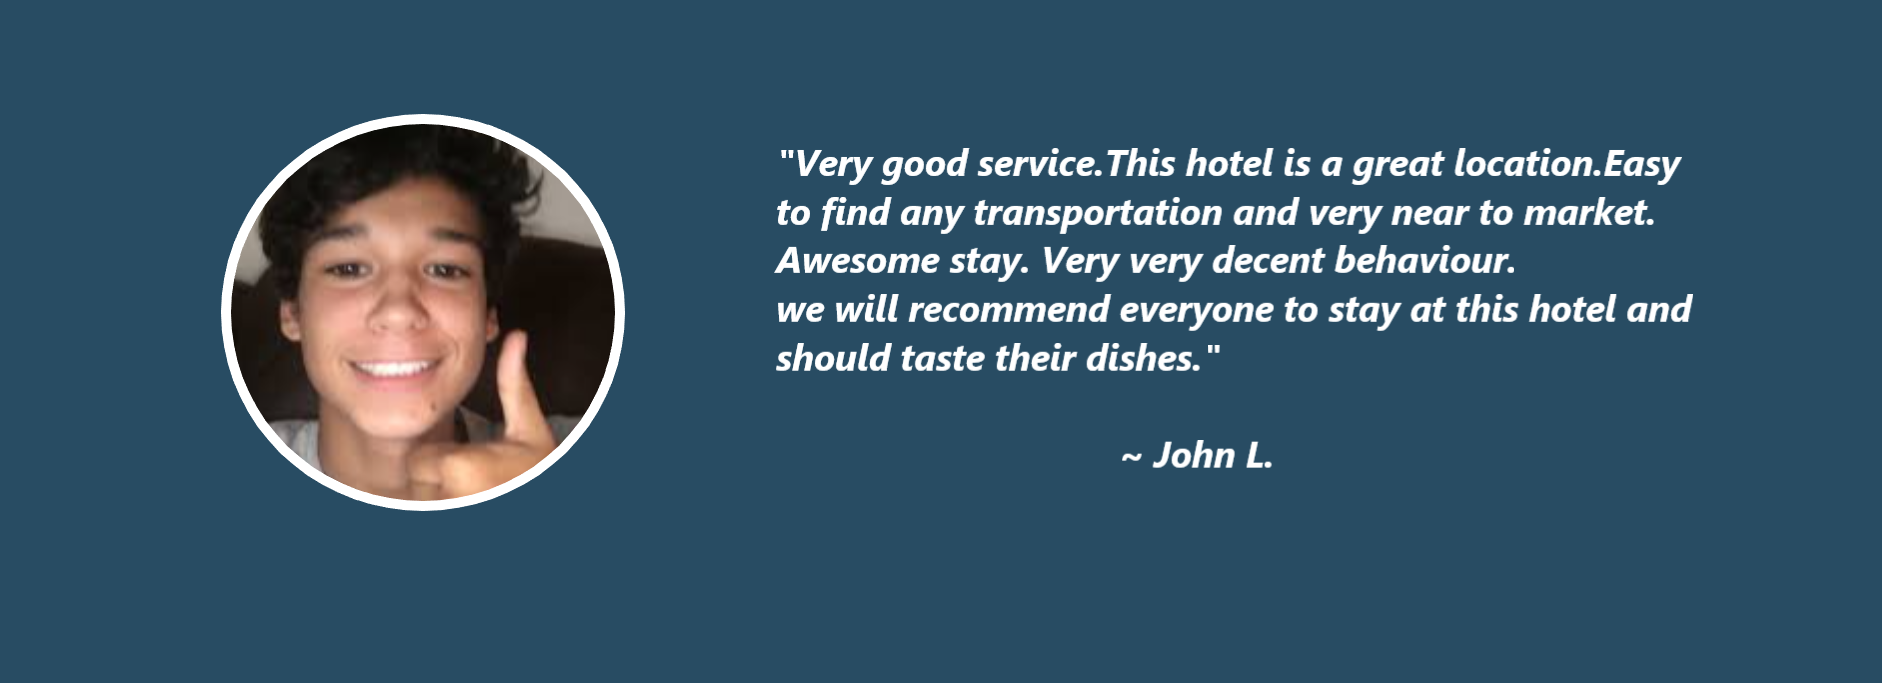 "Very good service.This hotel is a great location.Easy
to find any transportation and very near to market.
Awesome stay. Very very decent behaviour.
we will recommend everyone to stay at this hotel and
should taste their dishes."
~ John L.